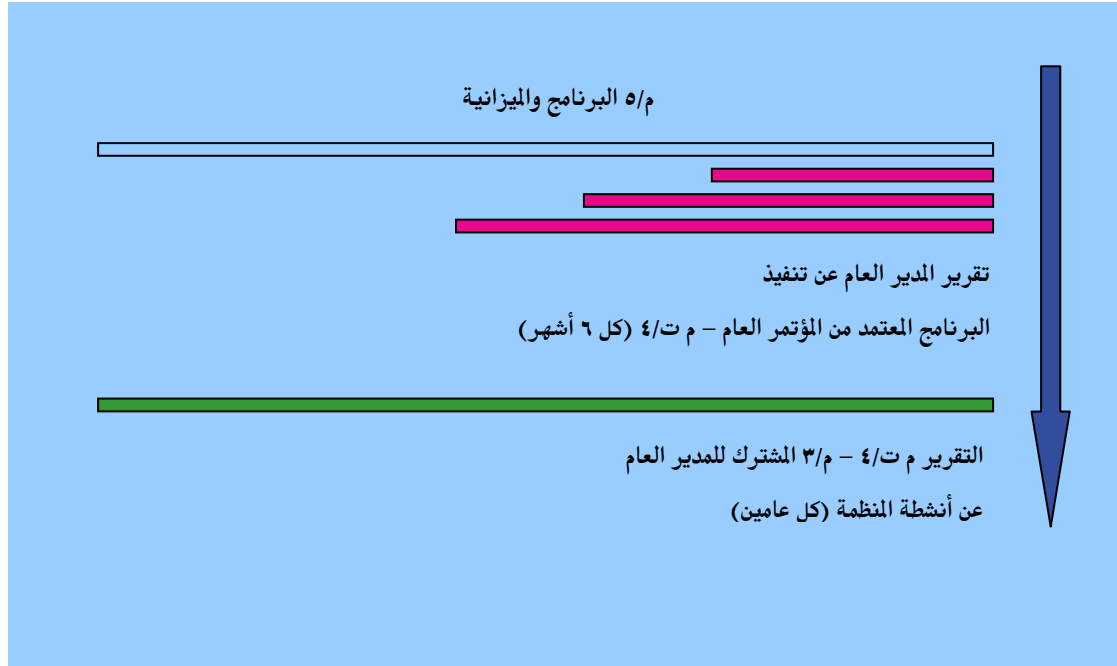 م/٥ البرنامج والميزانية
تقرير المدير العام عن تنفيذ
البرنامج المعتمد من المؤتمر العام – م ت/٤ (كل ٦ أشهر)
التقرير م ت/٤ – م/٣ المشترك للمدير العام
عن أنشطة المنظمة (كل عامين)